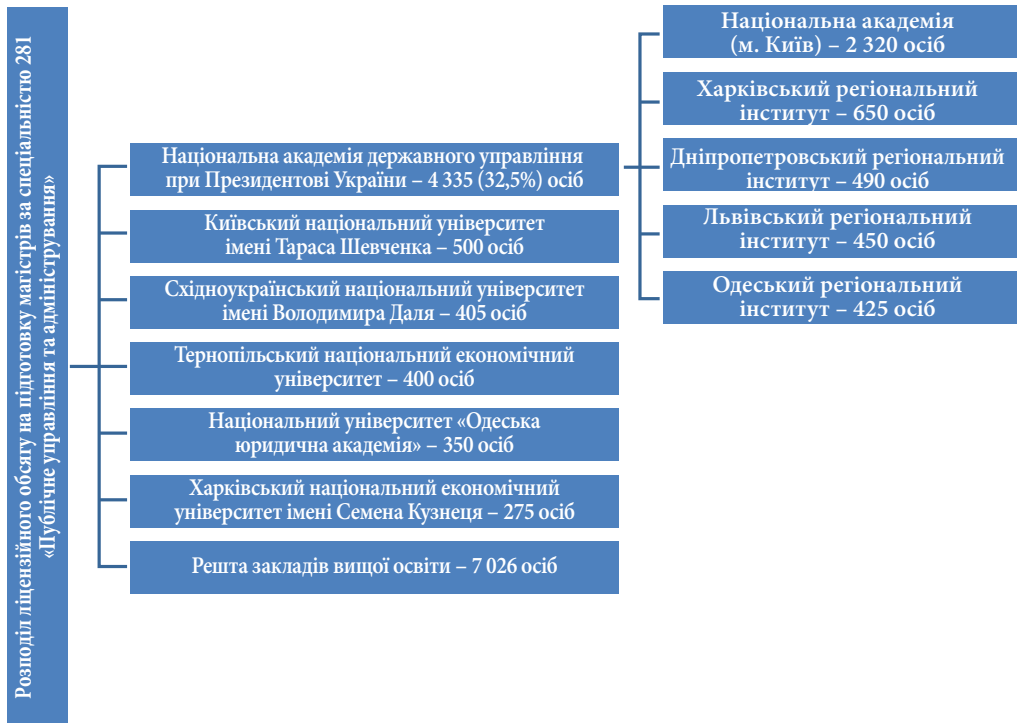 Розподіл ліцензійного обсягу на підготовку магістрів за спеціальністю 281
«Публічне управління та адміністрування»
Національна академія державного управління
при Президентові України – 4 335 (32,5%) осіб
Київський національний університет
імені Тараса Шевченка – 500 осіб
Східноукраїнський національний університет
імені Володимира Даля – 405 осіб
Тернопільський національний економічний
університет – 400 осіб
Національний університет «Одеська
юридична академія» – 350 осіб
Харківський національний економічний
університет імені Семена Кузнеця – 275 осіб
Решта закладів вищої освіти – 7 026 осіб
Національна академія
(м. Київ) – 2 320 осіб
Харківський регіональний
інститут – 650 осіб
Дніпропетровський регіональний
інститут – 490 осіб
Львівський регіональний
інститут – 450 осіб
Одеський регіональний
інститут – 425 осіб